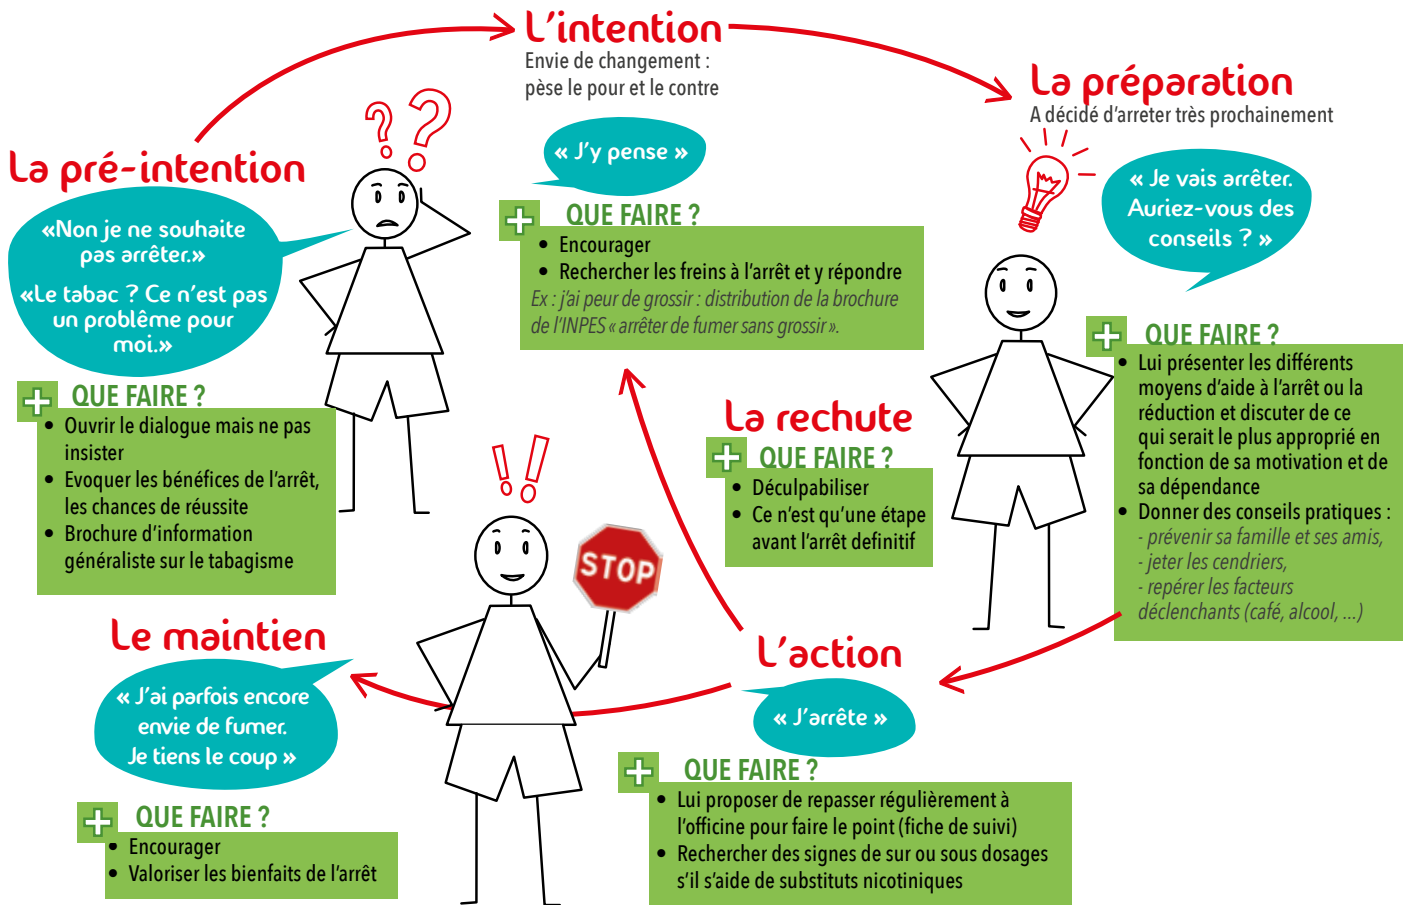 L'intention
Envie de changement :
pèse le pour et le contre
« J'y pense »
QUE FAIRE ?
• Encourager
• Rechercher les freins à l'arrêt et y répondre
Ex : j'ai peur de grossir : distribution de la brochure
de l'INPES « arrêter de fumer sans grossir ».
La préparation
A décidé d'arreter très prochainement
« Je vais arrêter.
Auriez-vous des
conseils ? »
QUE FAIRE ?
• Lui présenter les différents
moyens d'aide à l'arrêt ou la
réduction et discuter de ce
qui serait le plus approprié en
fonction de sa motivation et de
sa dépendance
• Donner des conseils pratiques :
- prévenir sa famille et ses amis,
- jeter les cendriers,
- repérer les facteurs
déclenchants (café, alcool, ...)
La pré-intention
«Non je ne souhaite
pas arrêter.»
«Le tabac ? Ce n'est pas
un problème pour
moi.»
QUE FAIRE ?
• Ouvrir le dialogue mais ne pas
insister
• Evoquer les bénéfices de l'arrêt,
les chances de réussite
• Brochure d'information
généraliste sur le tabagisme
La rechute
QUE FAIRE ?
• Déculpabiliser
• Ce n'est qu'une étape
avant l'arrêt definitif
STOP
L'action
« J'arrête »
QUE FAIRE ?
• Lui proposer de repasser régulièrement à
l'officine pour faire le point (fiche de suivi)
• Rechercher des signes de sur ou sous dosages
s'il s'aide de substituts nicotiniques
Le maintien
« J'ai parfois encore
envie de fumer.
Je tiens le coup »
QUE FAIRE ?
• Encourager
• Valoriser les bienfaits de l'arrêt